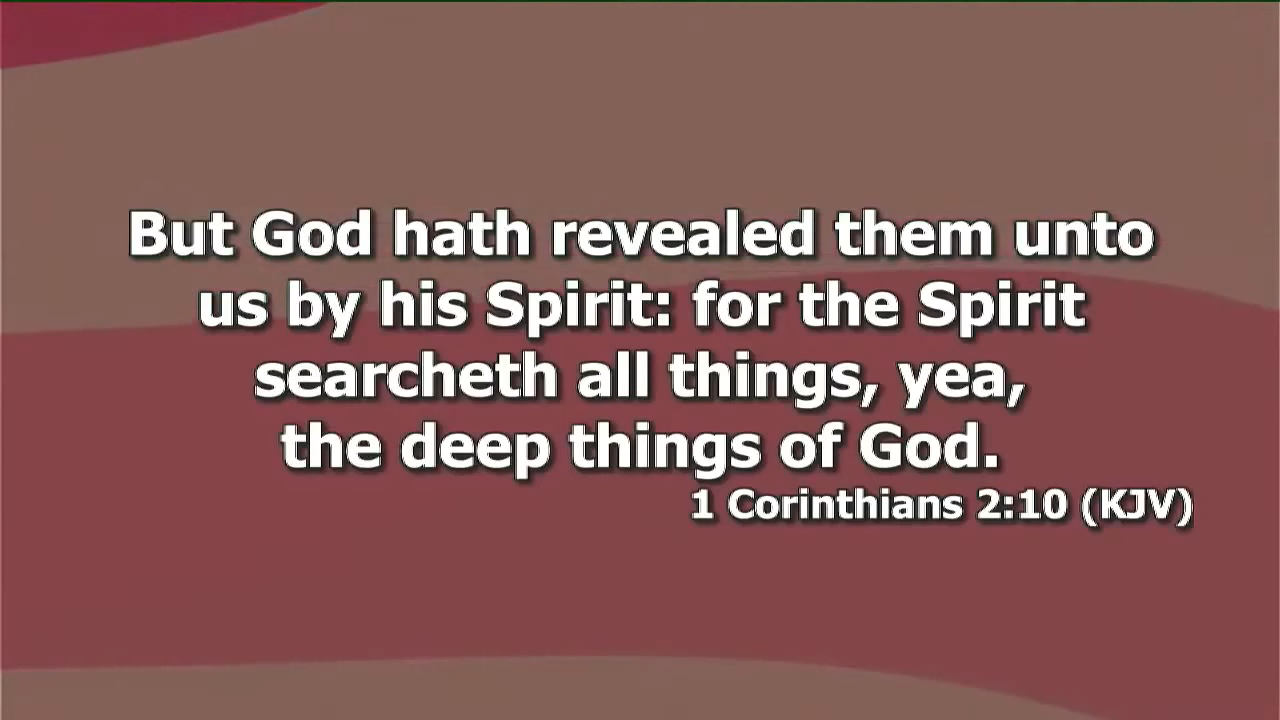 But God hath revealed them unto
us by his Spirit: for the Spirit
searcheth all things, yea,
the deep things of God.
1 Corinthians 2:10 (KJV)